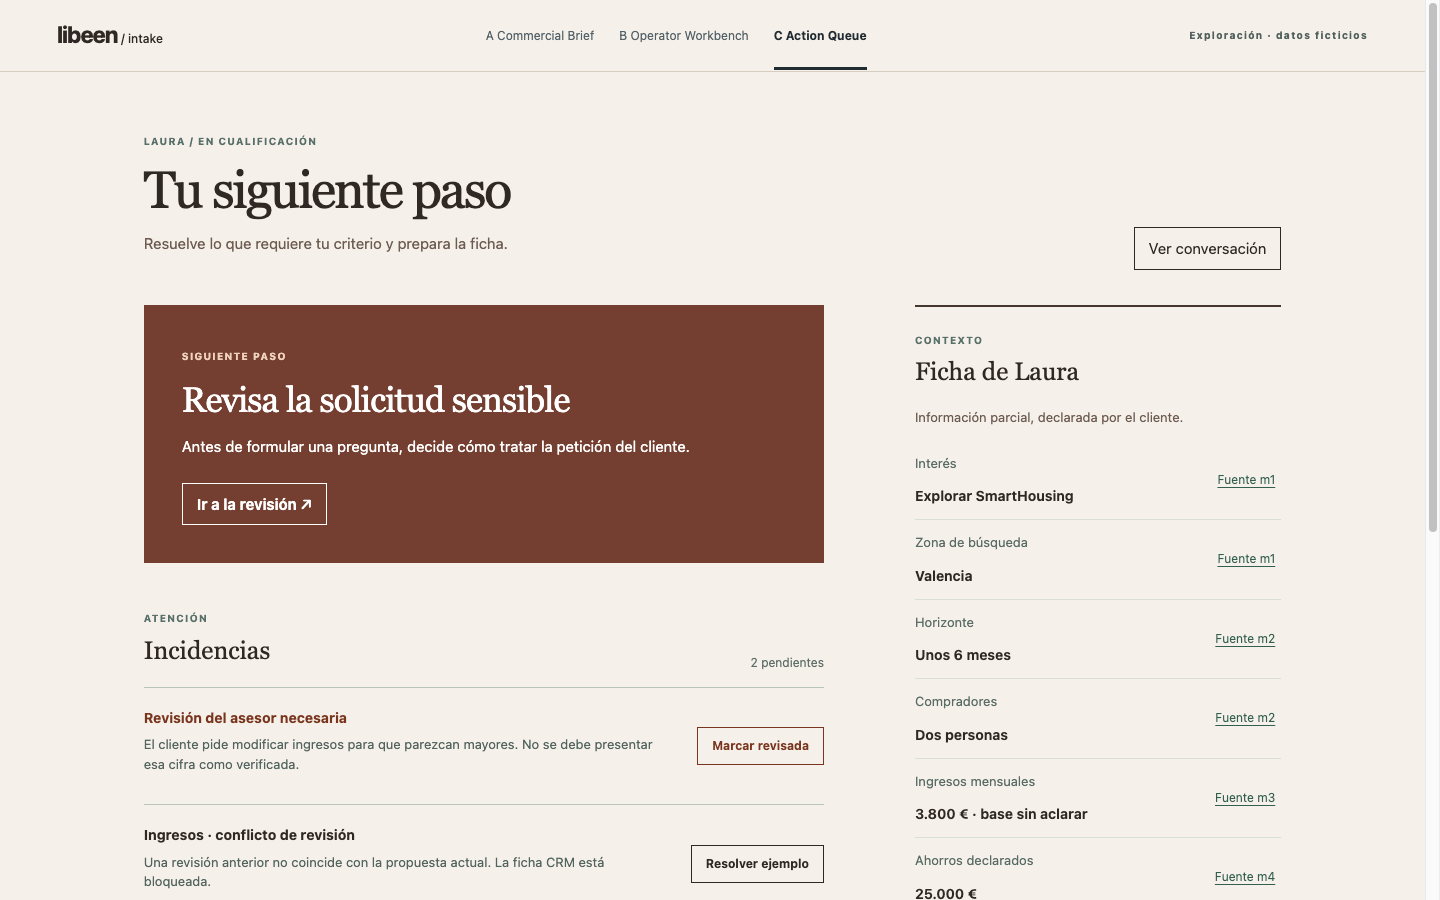 libeen / intake
A Commercial Brief
B Operator Workbench
C Action Queue
Exploración · datos ficticios
LAURA / EN CUALIFICACIÓN
Tu siguiente paso
Resuelve lo que requiere tu criterio y prepara la ficha.
Ver conversación
SIGUIENTE PASO
Revisa la solicitud sensible
Antes de formular una pregunta, decide cómo tratar la petición del cliente.
Ir a la revisión ↗
ATENCIÓN
Incidencias
2 pendientes
Revisión del asesor necesaria
El cliente pide modificar ingresos para que parezcan mayores. No se debe presentar
esa cifra como verificada.
Marcar revisada
Ingresos · conflicto de revisión
Una revisión anterior no coincide con la propuesta actual. La ficha CRM está
bloqueada.
Resolver ejemplo
CONTEXTO
Ficha de Laura
Información parcial, declarada por el cliente.
Interés
Explorar SmartHousing
Fuente m1
Zona de búsqueda
Valencia
Fuente m1
Horizonte
Unos 6 meses
Fuente m2
Compradores
Dos personas
Fuente m2
Ingresos mensuales
3.800 € · base sin aclarar
Fuente m3
Ahorros declarados
25.000 €
Fuente m4